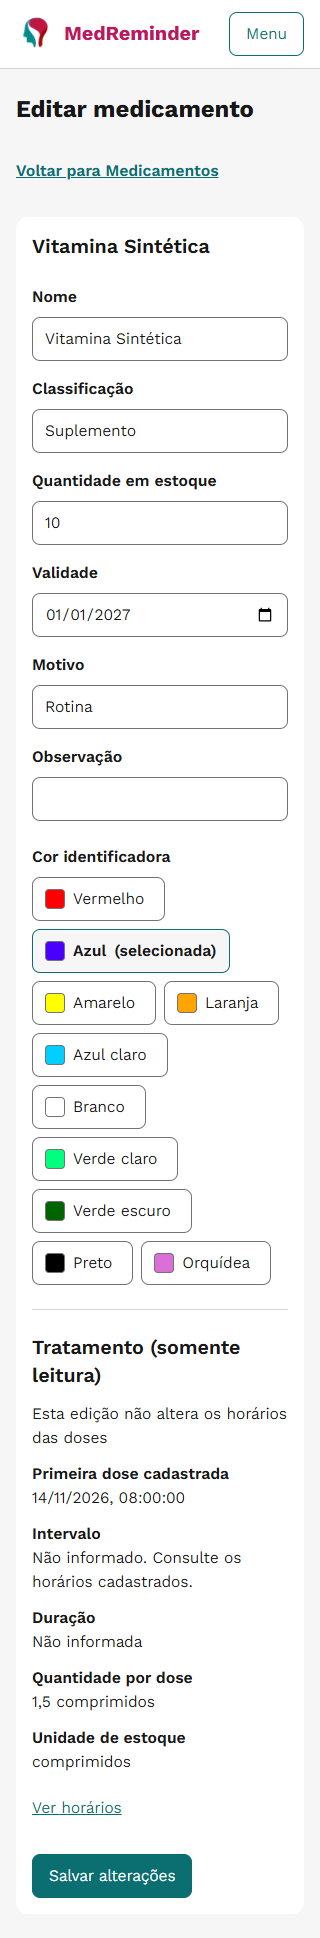 MedReminder
Menu
Editar medicamento
Voltar para Medicamentos
Vitamina Sintética
Nome
Vitamina Sintética
Classificação
Suplemento
Quantidade em estoque
10
Validade
01/01/2027
Motivo
Rotina
Observação
Cor identificadora
Vermelho
Azul (selecionada)
Amarelo
Laranja
Azul claro
Branco
Verde claro
Verde escuro
Preto
Orquídea
Tratamento (somente
leitura)
Esta edição não altera os horários
das doses
Primeira dose cadastrada
14/11/2026, 08:00:00
Intervalo
Não informado. Consulte os
horários cadastrados.
Duração
Não informada
Quantidade por dose
1,5 comprimidos
Unidade de estoque
comprimidos
Ver horários
Salvar alterações